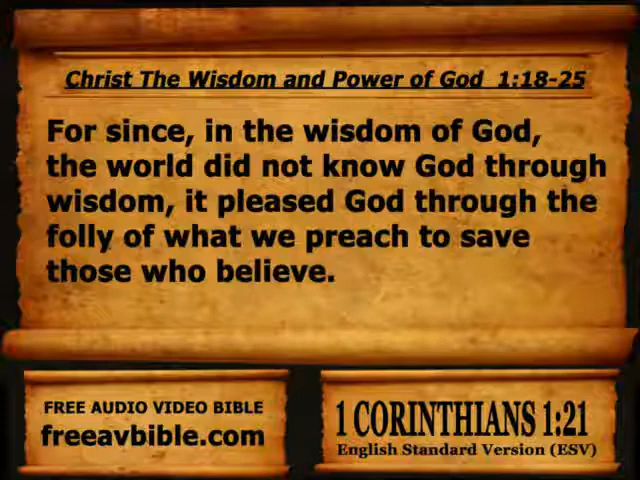 Christ The Wisdom and Power of God 1:18-25
For since, in the wisdom of God,
the world did not know God through
wisdom, it pleased God through the
folly of what we preach to save
those who believe.
FREE AUDIO VIDEO BIBLE
freeavbible.com
1 CORINTHIANS 1:21
English Standard Version (ESV)